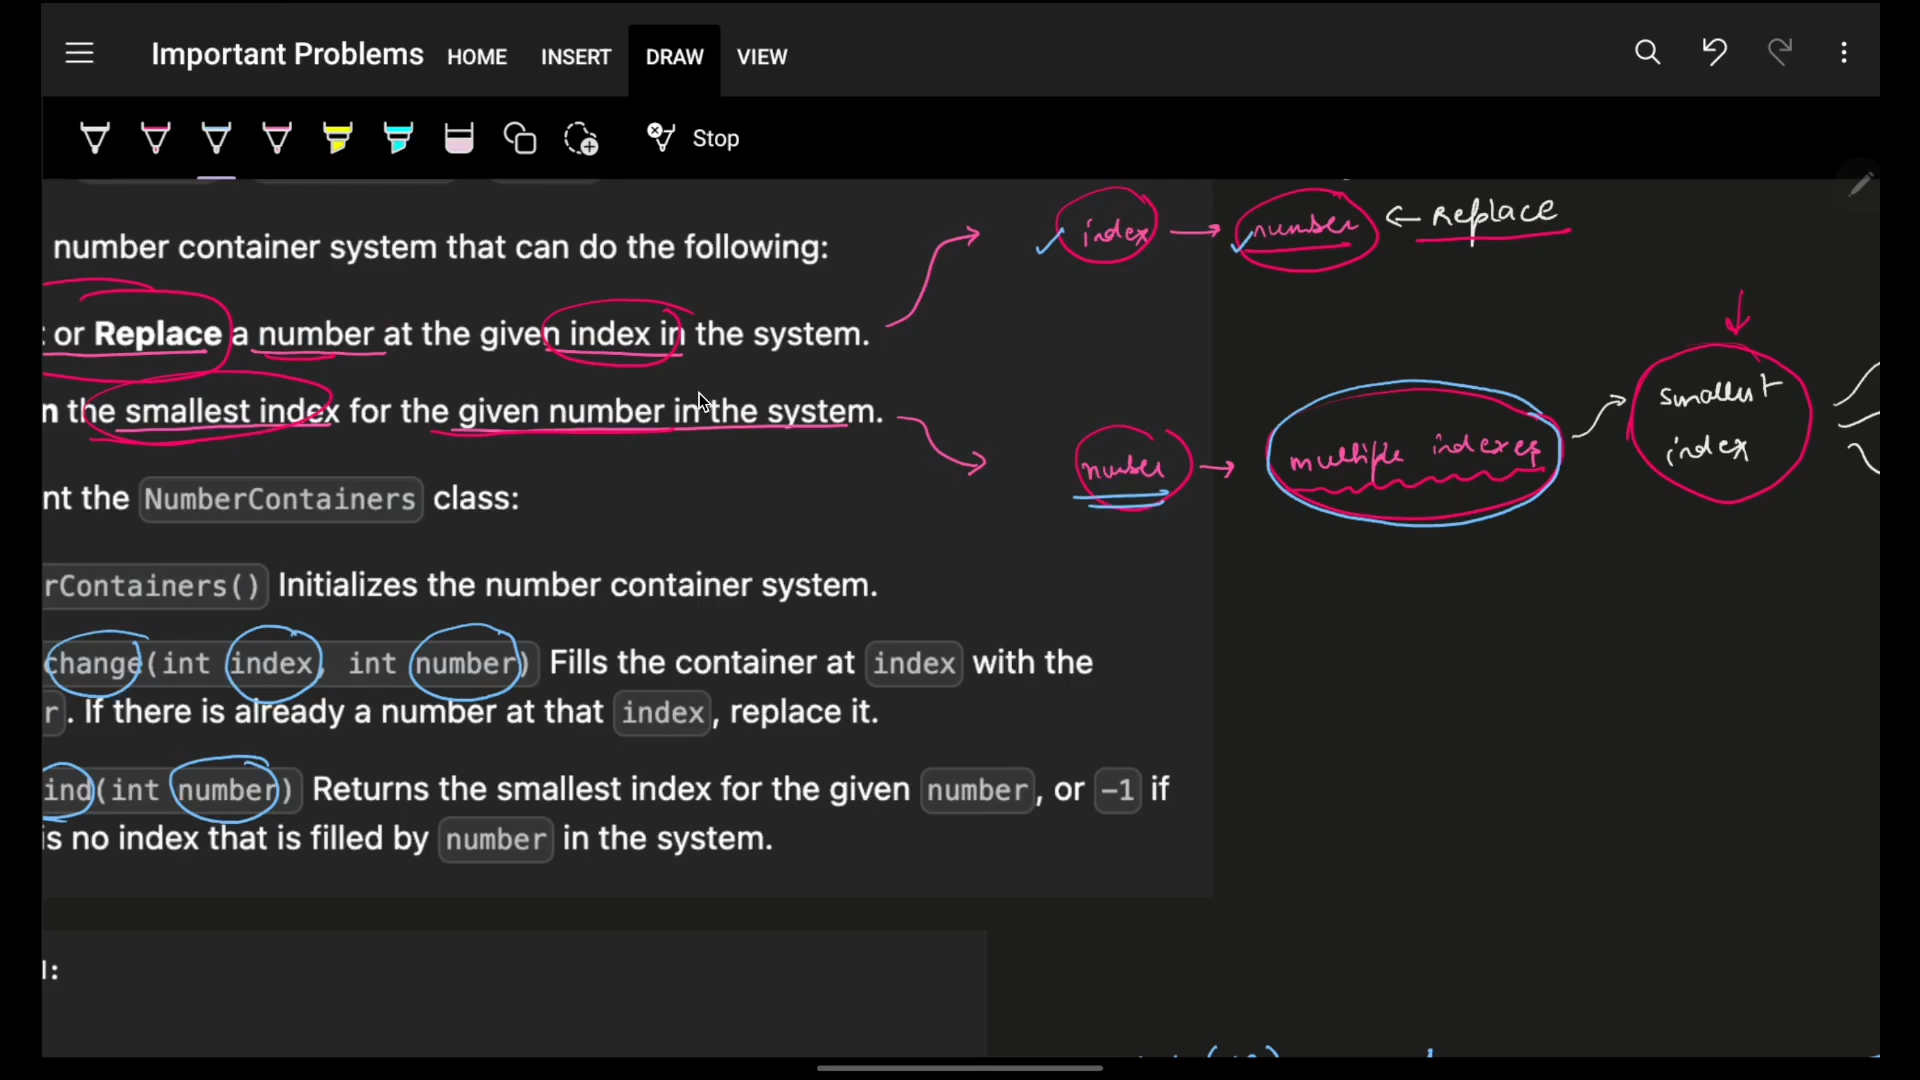 Important Problems HOME INSERT DRAW VIEW
Stop
number container system that can do the following:
index → number ← replace
: or Replace a number at the given index in the system.
n the smallest index for the given number in the system.
number → multiple indexes
smallest
index
nt the NumberContainers class:
rContainers() Initializes the number container system.
change(int index, int number) Fills the container at index with the
r. If there is already a number at that index, replace it.
ind(int number) Returns the smallest index for the given number, or -1 if
is no index that is filled by number in the system.